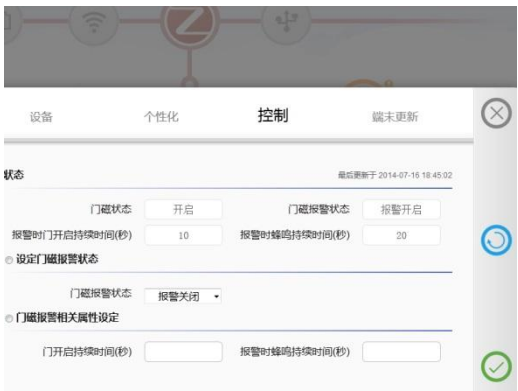 设备 个性化 控制 端末更新
状态 最后更新于 2014-07-16 18:45:02
门磁状态 开启 门磁报警状态 报警开启
报警时门开启持续时间(秒) 10 报警时蜂鸣持续时间(秒) 20
设定门磁报警状态
门磁报警状态 报警关闭
门磁报警相关属性设定
门开启持续时间(秒) 报警时蜂鸣持续时间(秒)